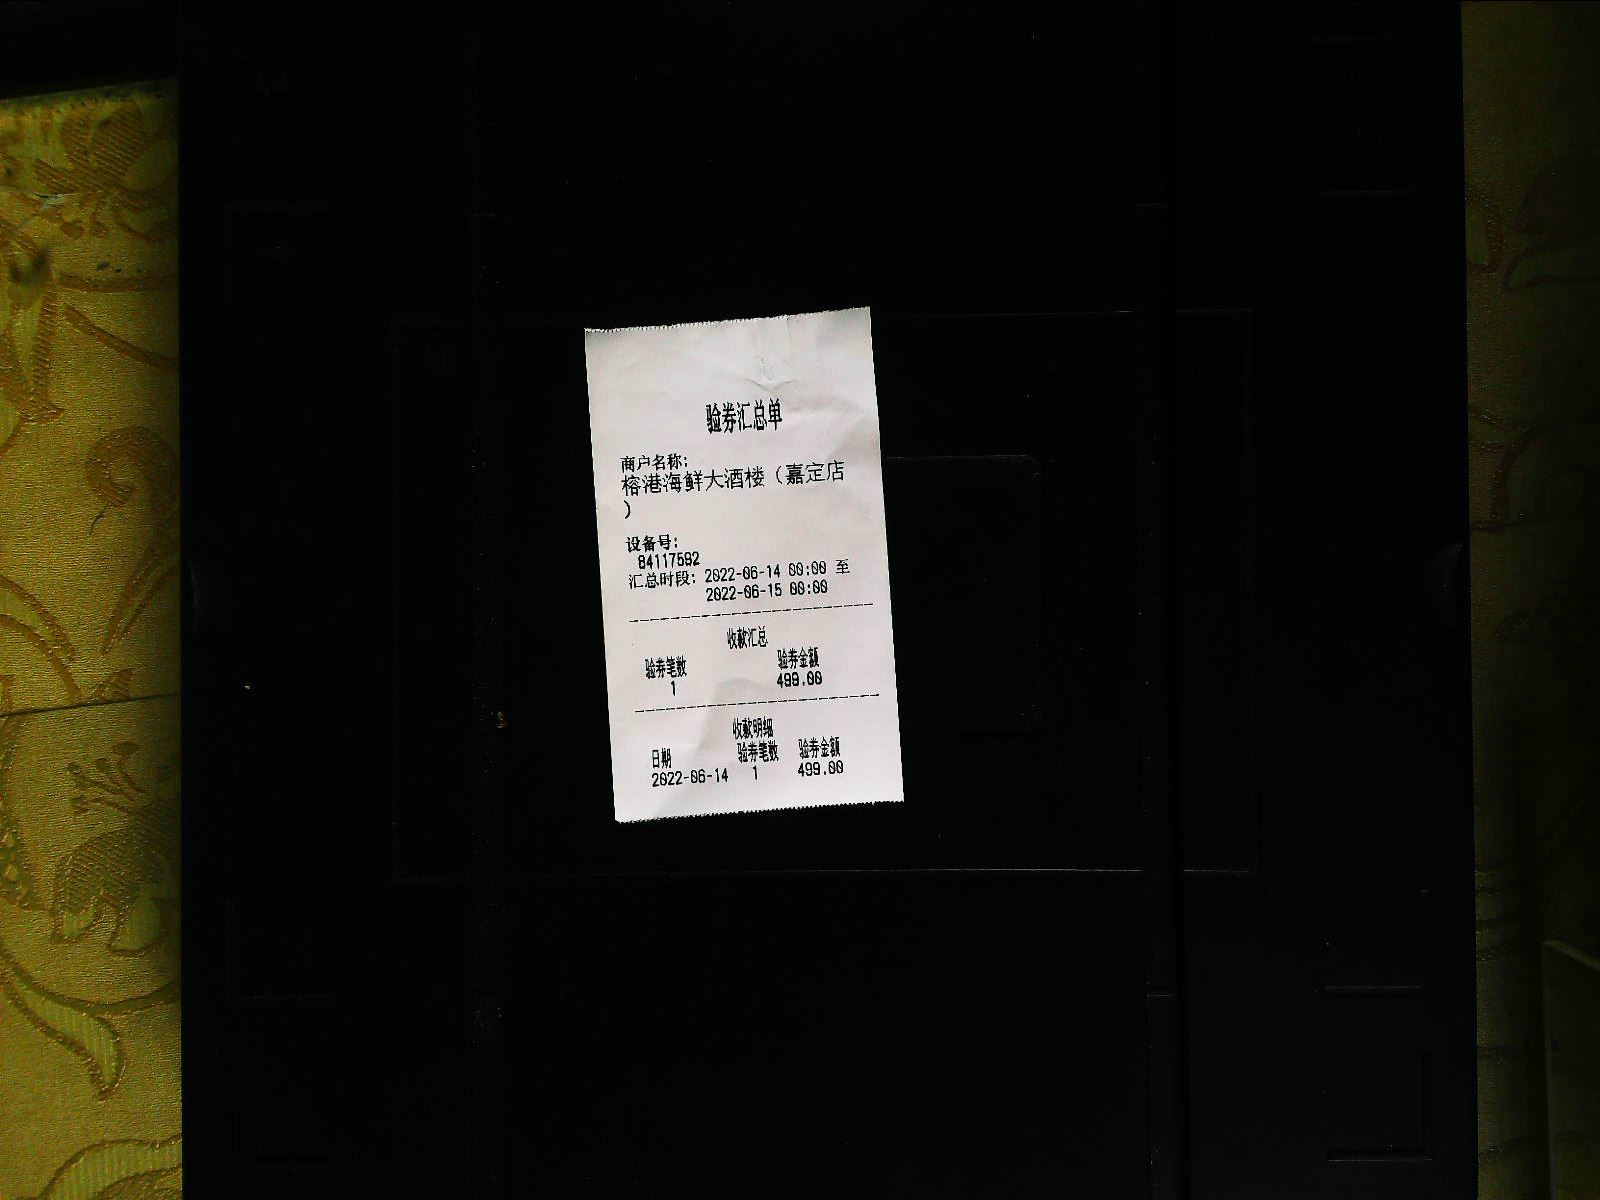 验券汇总单
商户名称:
榕港海鲜大酒楼（嘉定店
）
设备号:
84117592
汇总时段: 2022-06-14 00:00 至
2022-06-15 00:00
收款汇总
验券笔数 验券金额
1 499.00
收款明细
日期 验券笔数 验券金额
2022-06-14 1 499.00